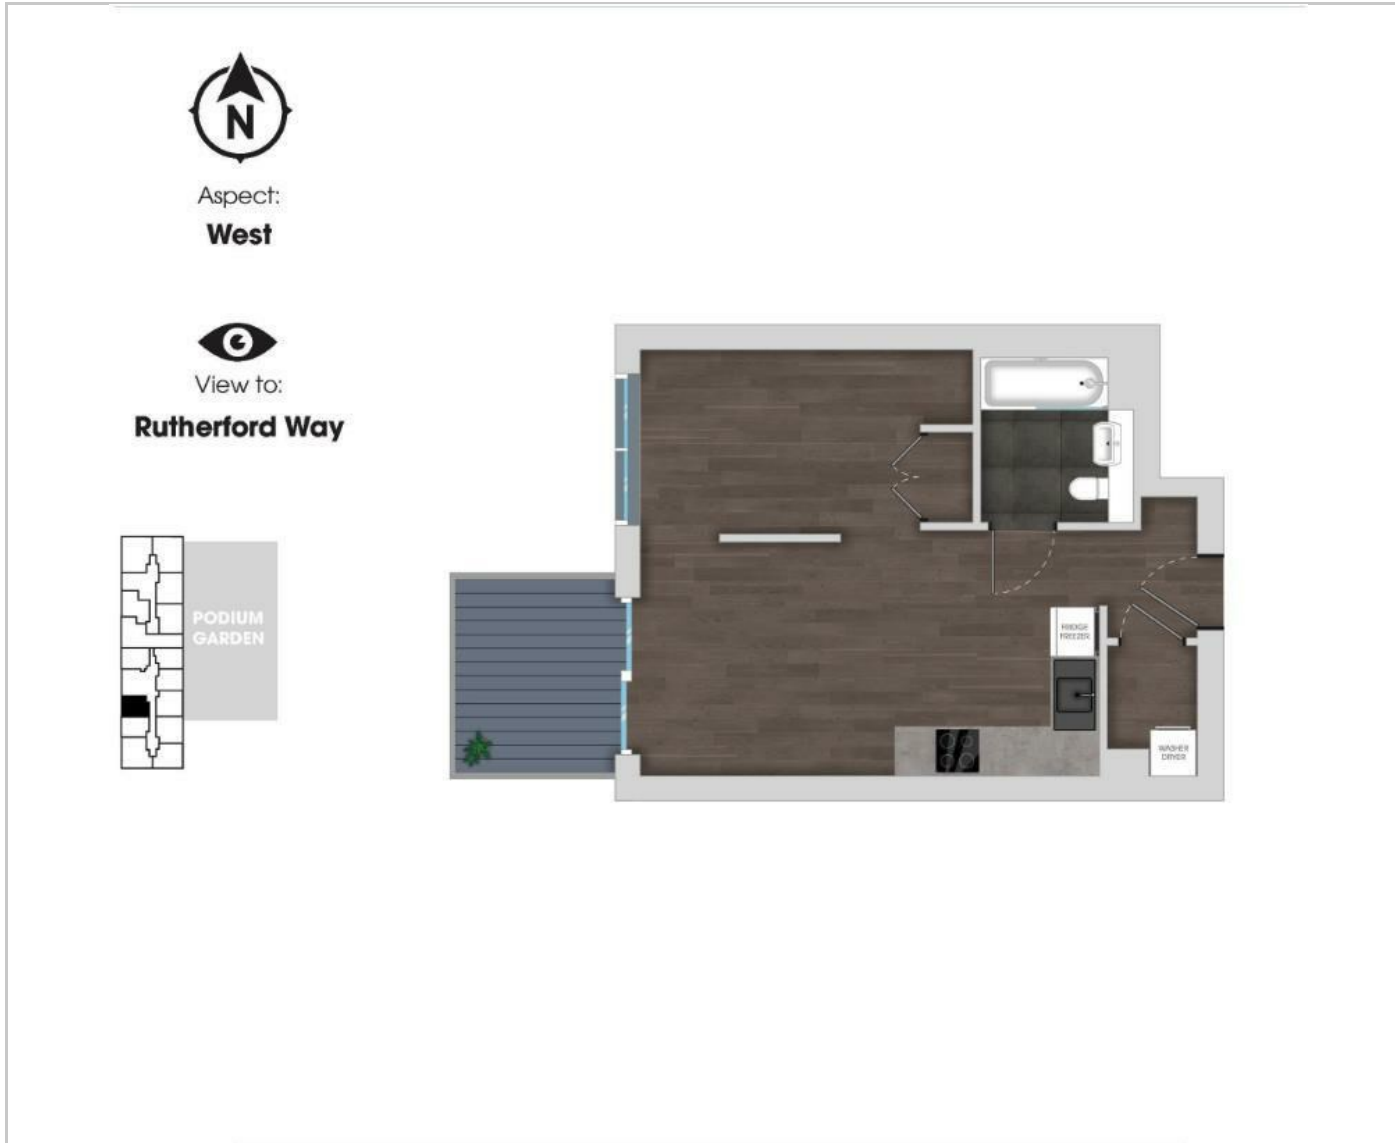 N
Aspect:
West
View to:
Rutherford Way
PODIUM
GARDEN
FRIDGE
FREEZER
WASHER
DRYER